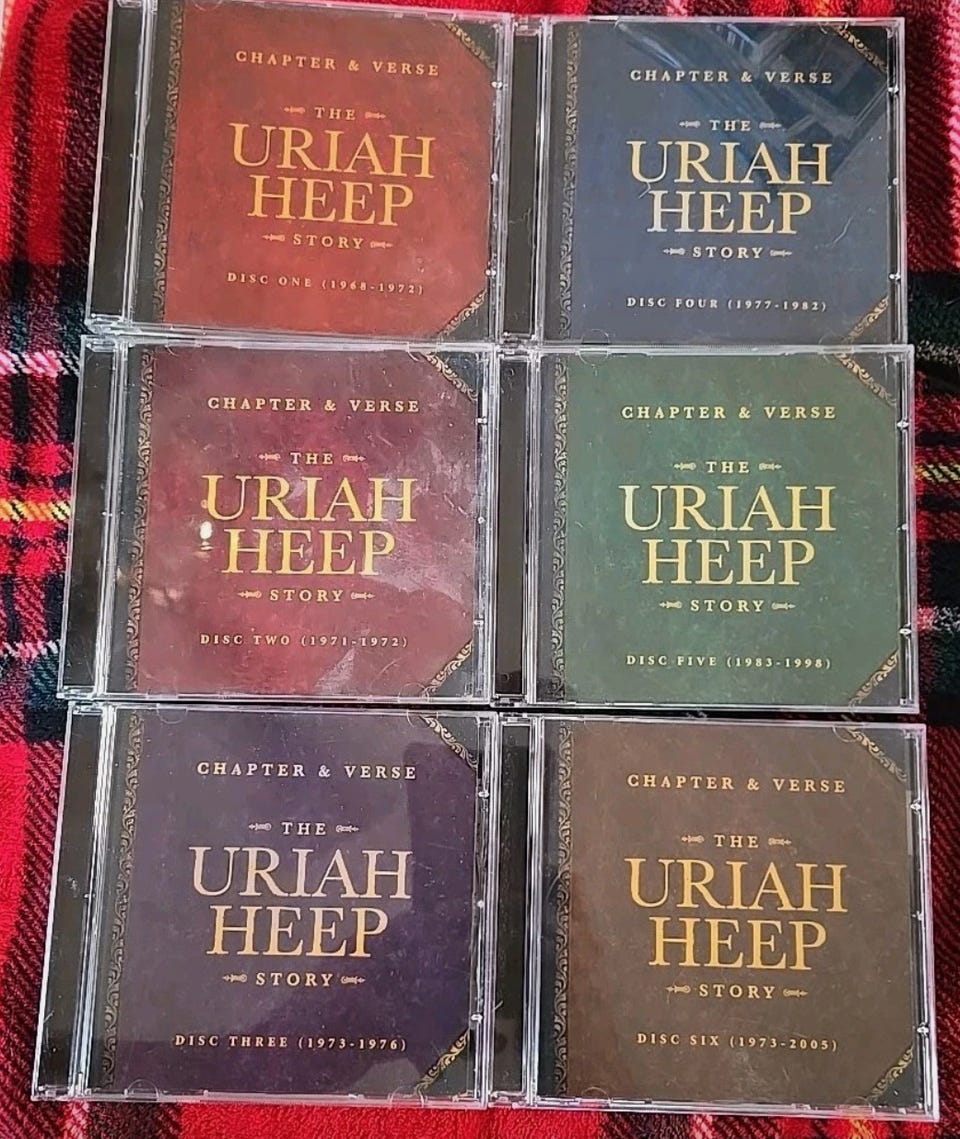 CHAPTER & VERSE
THE
URIAH
HEEP
STORY
DISC ONE (1968-1972)
CHAPTER & VERSE
THE
URIAH
HEEP
STORY
DISC FOUR (1977-1982)
CHAPTER & VERSE
THE
URIAH
HEEP
STORY
DISC TWO (1971-1972)
CHAPTER & VERSE
THE
URIAH
HEEP
STORY
DISC FIVE (1983-1998)
CHAPTER & VERSE
THE
URIAH
HEEP
STORY
DISC THREE (1973-1976)
CHAPTER & VERSE
THE
URIAH
HEEP
STORY
DISC SIX (1973-2005)